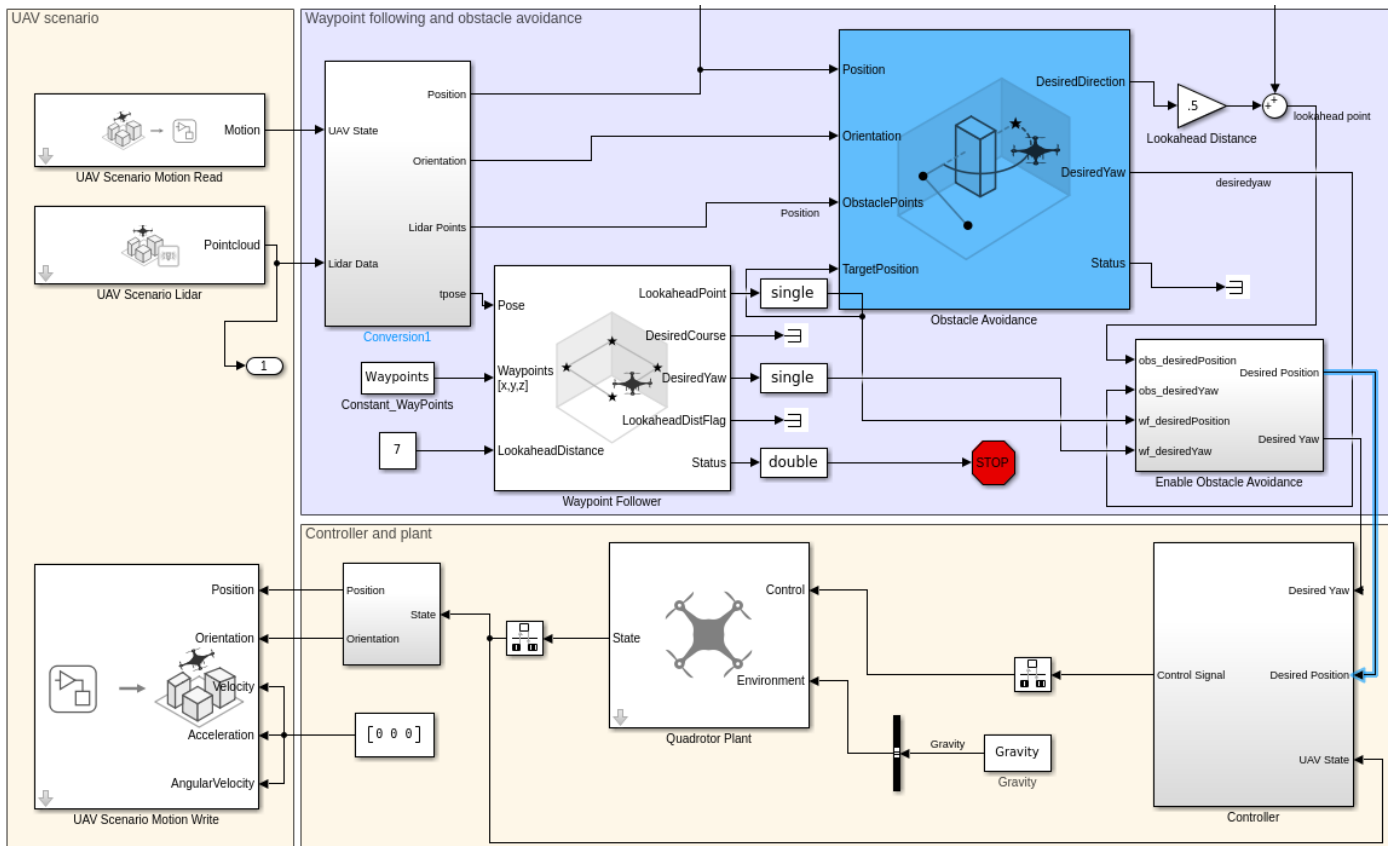 UAV scenario
Motion
UAV Scenario Motion Read
Pointcloud
UAV Scenario Lidar
1
Waypoint following and obstacle avoidance
UAV State
Lidar Data
Position
Orientation
Lidar Points
tpose
Conversion1
Position
Position
Orientation
ObstaclePoints
TargetPosition
DesiredDirection
DesiredYaw
Status
Obstacle Avoidance
.5
Lookahead Distance
++
lookahead point
desiredyaw
Waypoints
Constant_WayPoints
7
Pose
Waypoints
[x,y,z]
LookaheadDistance
LookaheadPoint
DesiredCourse
DesiredYaw
LookaheadDistFlag
Status
Waypoint Follower
single
single
double
STOP
obs_desiredPosition
obs_desiredYaw
wf_desiredPosition
wf_desiredYaw
Desired Position
Desired Yaw
Enable Obstacle Avoidance
Controller and plant
Position
Orientation
Velocity
Acceleration
AngularVelocity
UAV Scenario Motion Write
Position
Orientation
State
[0 0 0]
State
Control
Environment
Quadrotor Plant
Gravity
Gravity
Gravity
Control Signal
Desired Yaw
Desired Position
UAV State
Controller